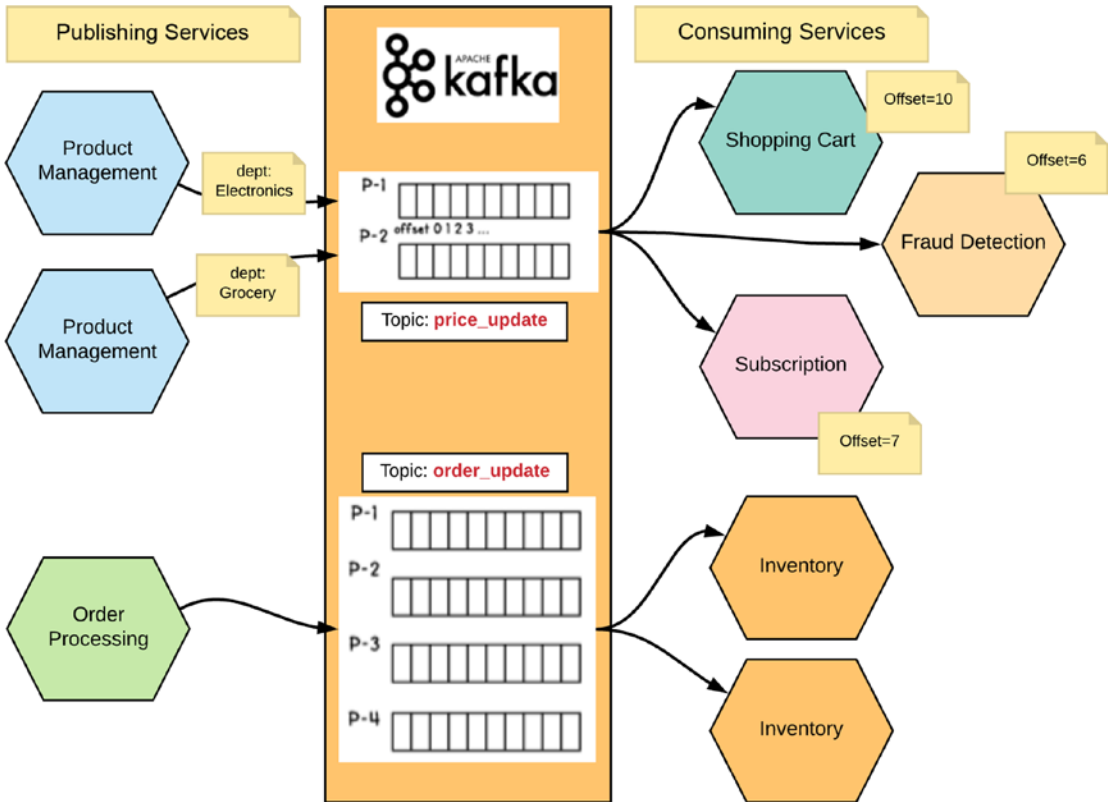 Publishing Services
Consuming Services
APACHE
kafka
Product
Management
dept:
Electronics
Product
Management
dept:
Grocery
P-1
P-2
offset 0 1 2 3 ...
Topic: price_update
Shopping Cart
Offset=10
Offset=6
Fraud Detection
Subscription
Offset=7
Order
Processing
Topic: order_update
P-1
P-2
P-3
P-4
Inventory
Inventory